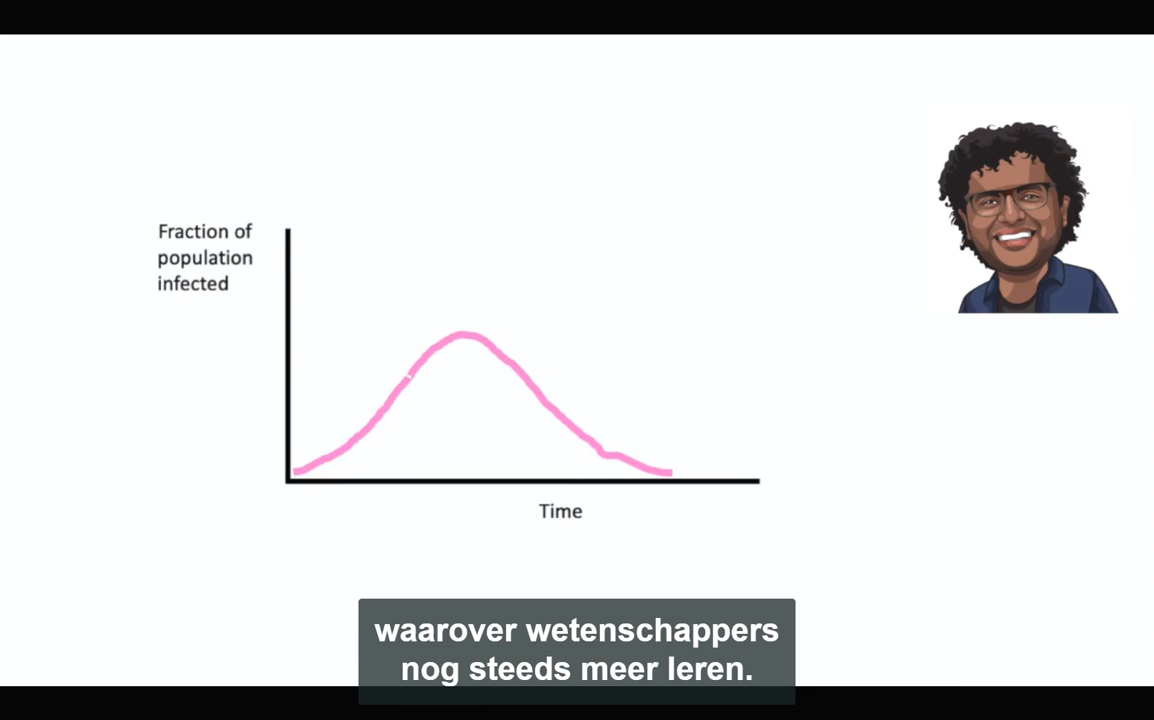 Fraction of
population
infected
Time
waarover wetenschappers
nog steeds meer leren.